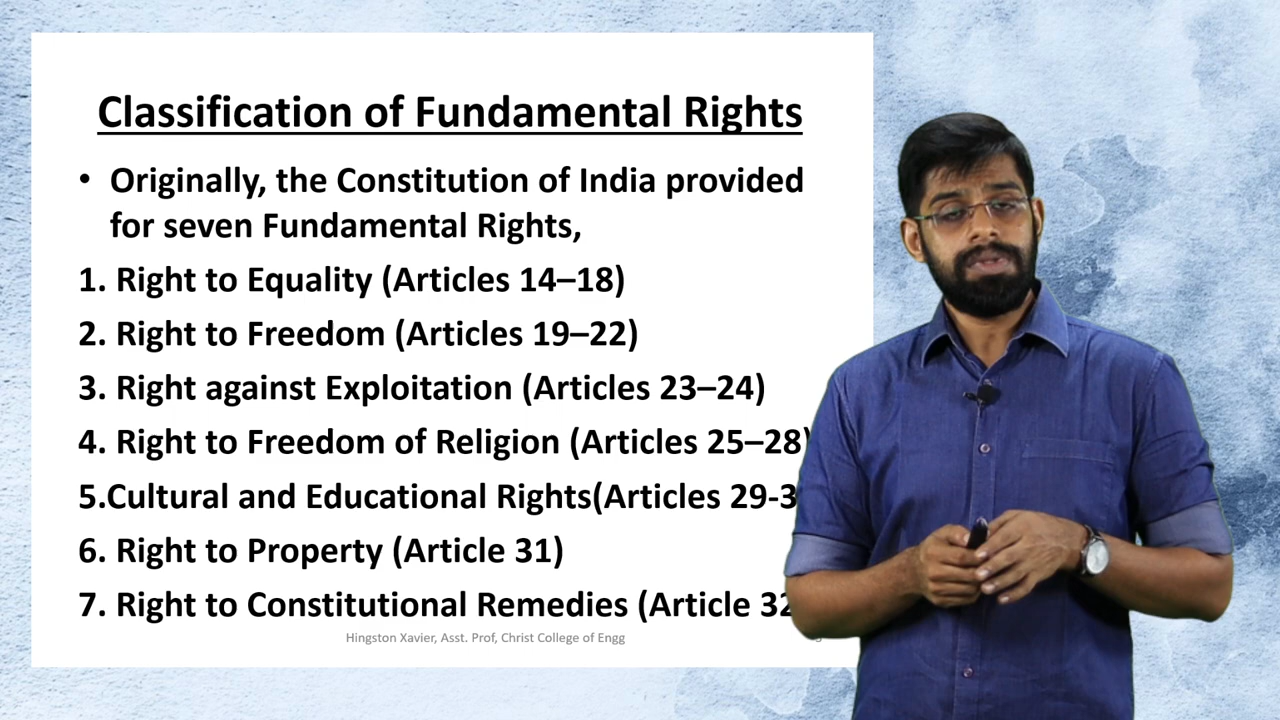 Classification of Fundamental Rights
• Originally, the Constitution of India provided
for seven Fundamental Rights,
1. Right to Equality (Articles 14–18)
2. Right to Freedom (Articles 19–22)
3. Right against Exploitation (Articles 23–24)
4. Right to Freedom of Religion (Articles 25–28)
5.Cultural and Educational Rights(Articles 29-3
6. Right to Property (Article 31)
7. Right to Constitutional Remedies (Article 32
Hingston Xavier, Asst. Prof, Christ College of Engg